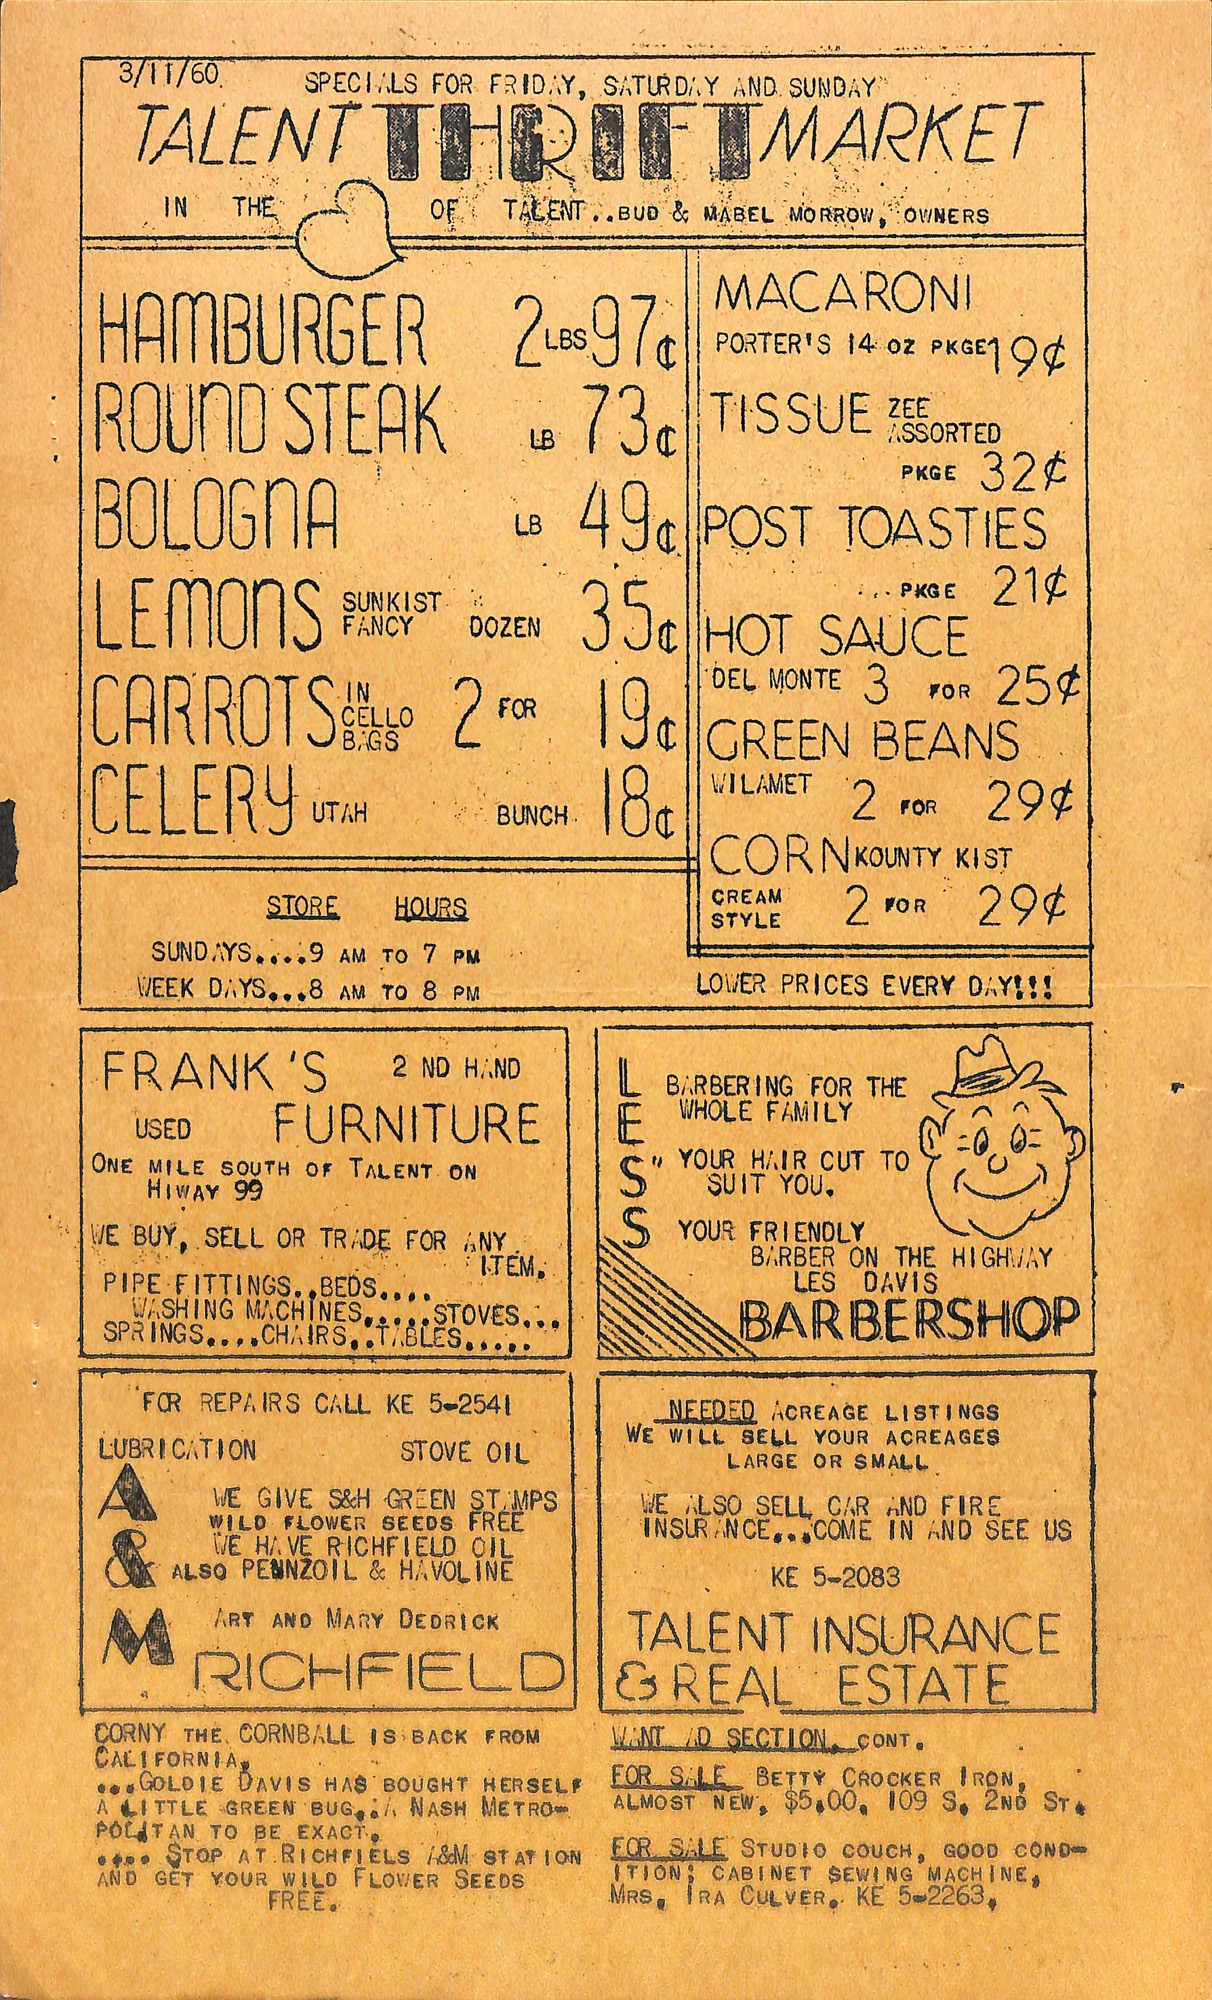 3/11/60
SPECIALS FOR FRIDAY, SATURDAY AND SUNDAY
TALENT THRIFT MARKET
IN THE OF TALENT..BUD & MABEL MORROW, OWNERS
HAMBURGER 2 LBS 97¢
ROUND STEAK LB 73¢
BOLOGNA LB 49¢
LEMONS SUNKIST FANCY DOZEN 35¢
CARROTS IN CELLO BAGS 2 FOR 19¢
CELERY UTAH BUNCH 18¢
MACARONI
PORTER'S 14 OZ PKGE 19¢
TISSUE ZEE ASSORTED
PKGE 32¢
POST TOASTIES
... PKGE 21¢
HOT SAUCE
DEL MONTE 3 FOR 25¢
GREEN BEANS
WILAMET 2 FOR 29¢
CORN KOUNTY KIST
CREAM STYLE 2 FOR 29¢
STORE HOURS
SUNDAYS....9 AM TO 7 PM
WEEK DAYS...8 AM TO 8 PM
LOWER PRICES EVERY DAY!!!
FRANK'S 2 ND HAND
USED FURNITURE
ONE MILE SOUTH OF TALENT ON
HIWAY 99
WE BUY, SELL OR TRADE FOR ANY
ITEM.
PIPE FITTINGS..BEDS....
WASHING MACHINES......STOVES...
SPRINGS....CHAIRS..TABLES......
LES"S
BARBERING FOR THE
WHOLE FAMILY
YOUR HAIR CUT TO
SUIT YOU.
YOUR FRIENDLY
BARBER ON THE HIGHWAY
LES DAVIS
BARBERSHOP
FOR REPAIRS CALL KE 5-2541
LUBRICATION STOVE OIL
A & M
WE GIVE S&H GREEN STAMPS
WILD FLOWER SEEDS FREE
WE HAVE RICHFIELD OIL
ALSO PENNZOIL & HAVOLINE
ART AND MARY DEDRICK
RICHFIELD
NEEDED ACREAGE LISTINGS
WE WILL SELL YOUR ACREAGES
LARGE OR SMALL
WE ALSO SELL CAR AND FIRE
INSURANCE...COME IN AND SEE US
KE 5-2083
TALENT INSURANCE
& REAL ESTATE
CORNY THE CORNBALL IS BACK FROM
CALIFORNIA.
...GOLDIE DAVIS HAS BOUGHT HERSELF
A LITTLE GREEN BUG..A NASH METRO-
POLITAN TO BE EXACT.
.... STOP AT RICHFIELS A&M STATION
AND GET YOUR WILD FLOWER SEEDS
FREE.
WANT AD SECTION. CONT.
FOR SALE BETTY CROCKER IRON,
ALMOST NEW. $5.00. 109 S. 2ND ST.
FOR SALE STUDIO COUCH, GOOD COND-
ITION; CABINET SEWING MACHINE,
MRS. IRA CULVER. KE 5-2263.